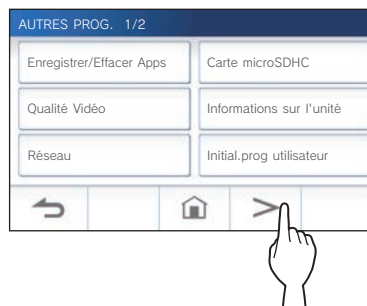 AUTRES PROG. 1/2
Enregistrer/Effacer Apps
Carte microSDHC
Qualité Vidéo
Informations sur l'unité
Réseau
Initial.prog utilisateur